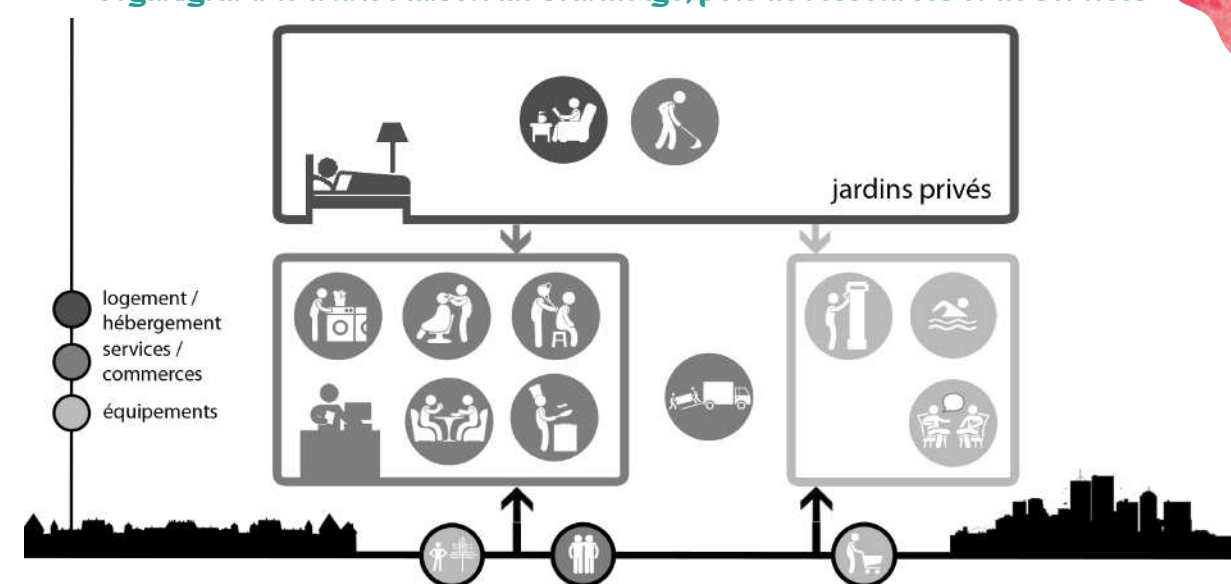 jardins privés
logement /
hébergement
services /
commerces
équipements